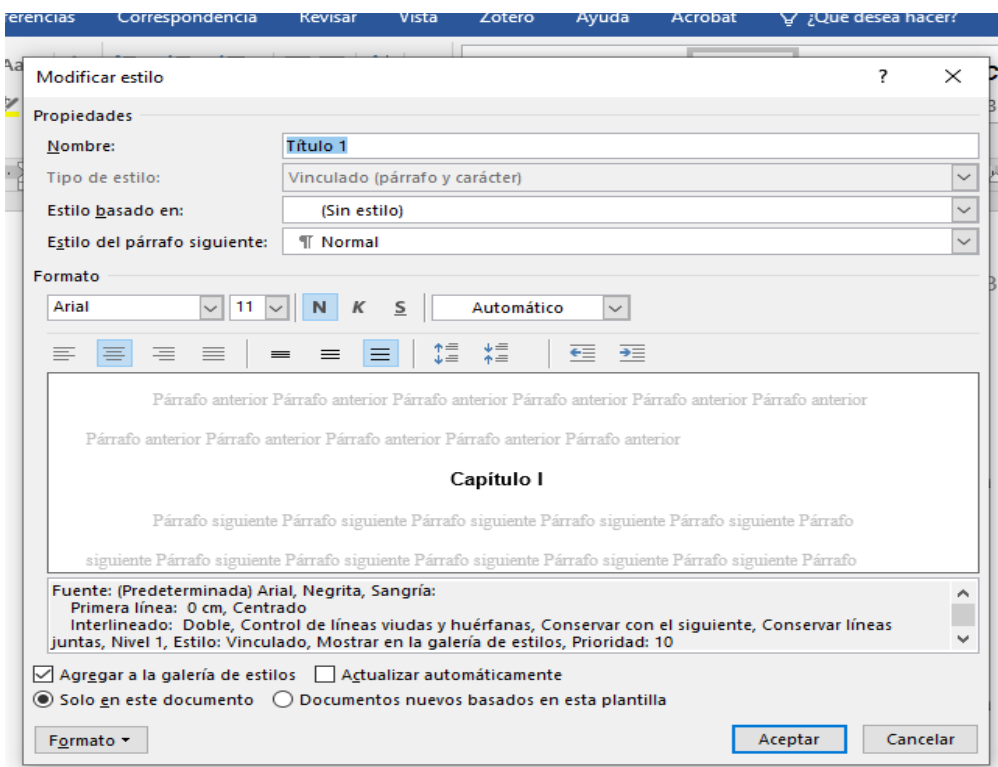 erencias Correspondencia Revisar Vista Zotero Ayuda Acrobat ¿Qué desea hacer?
Aa
Modificar estilo ?
Propiedades
Nombre: Título 1
Tipo de estilo: Vinculado (párrafo y carácter)
Estilo basado en: (Sin estilo)
Estilo del párrafo siguiente: ¶ Normal
Formato
Arial 11 N K S Automático
Párrafo anterior Párrafo anterior Párrafo anterior Párrafo anterior Párrafo anterior Párrafo anterior
Párrafo anterior Párrafo anterior Párrafo anterior Párrafo anterior Párrafo anterior
Capítulo I
Párrafo siguiente Párrafo siguiente Párrafo siguiente Párrafo siguiente Párrafo siguiente Párrafo
siguiente Párrafo siguiente Párrafo siguiente Párrafo siguiente Párrafo siguiente Párrafo siguiente Párrafo
Fuente: (Predeterminada) Arial, Negrita, Sangría:
Primera línea: 0 cm, Centrado
Interlineado: Doble, Control de líneas viudas y huérfanas, Conservar con el siguiente, Conservar líneas
juntas, Nivel 1, Estilo: Vinculado, Mostrar en la galería de estilos, Prioridad: 10
Agregar a la galería de estilos Actualizar automáticamente
Solo en este documento Documentos nuevos basados en esta plantilla
Formato Aceptar Cancelar